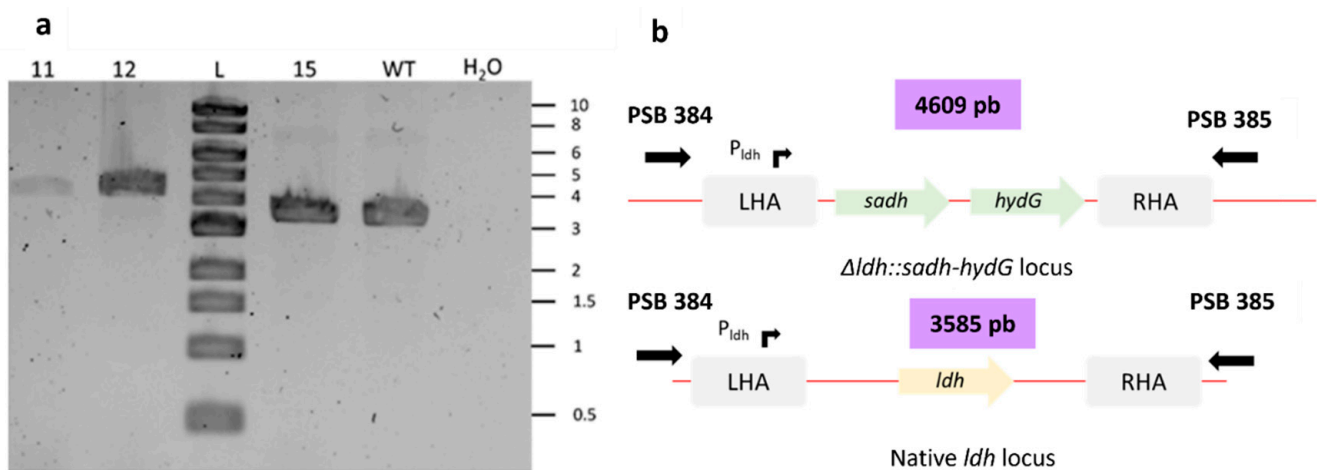 a
11 12 L 15 WT H₂O
10
8
6
5
4
3
2
1.5
1
0.5
b
4609 pb
PSB 384
PSB 385
Pldh
LHA
sadh
hydG
RHA
Δldh::sadh-hydG locus
PSB 384
3585 pb
PSB 385
Pldh
LHA
ldh
RHA
Native ldh locus